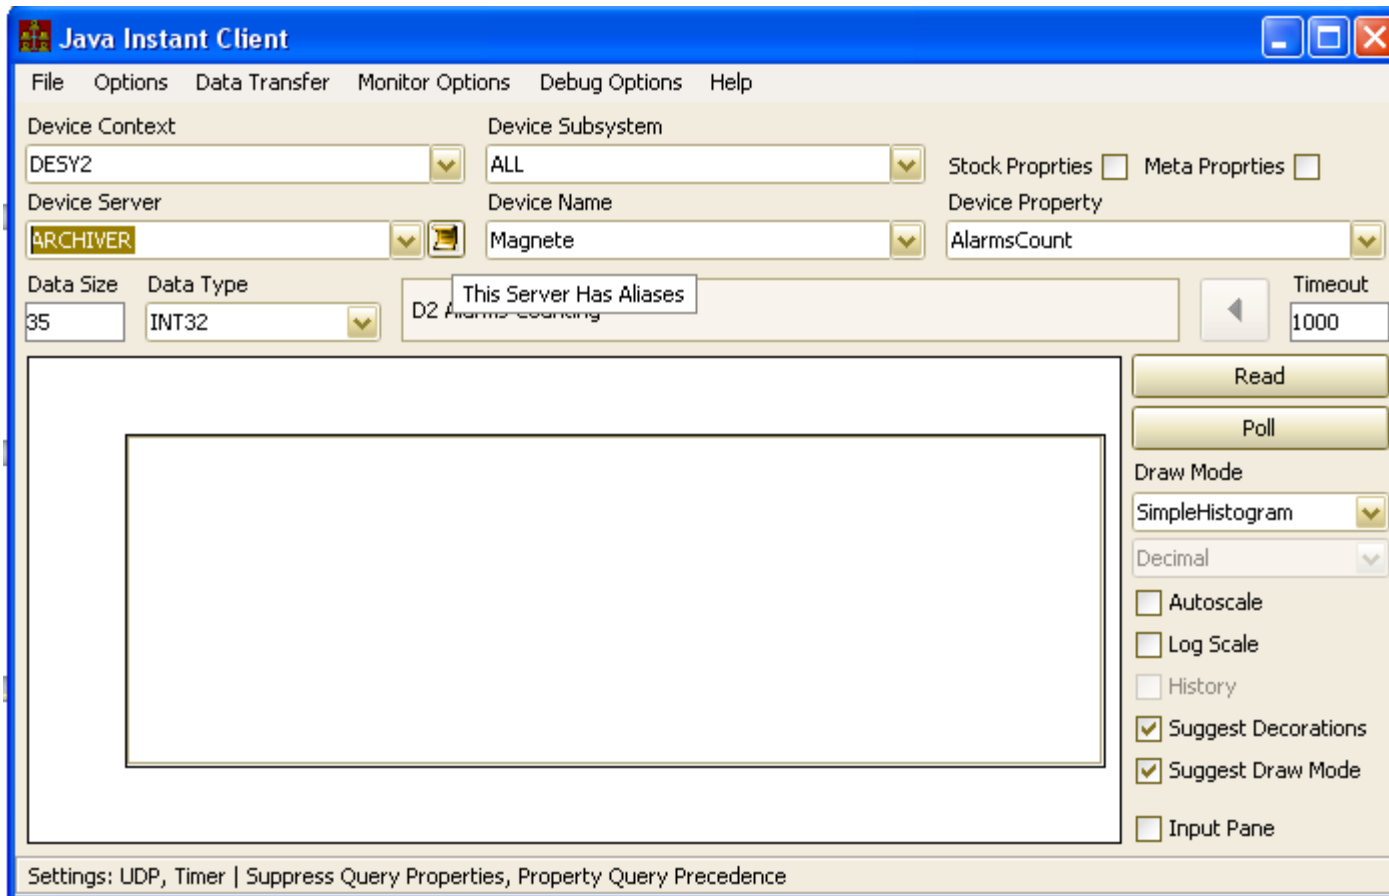 Java Instant Client
File Options Data Transfer Monitor Options Debug Options Help
Device Context Device Subsystem
DESY2 ALL Stock Proprties Meta Proprties
Device Server Device Name Device Property
ARCHIVER Magnete AlarmsCount
Data Size Data Type This Server Has Aliases Timeout
35 INT32 D2 Alarms Counting 1000
Read
Poll
Draw Mode
SimpleHistogram
Decimal
Autoscale
Log Scale
History
Suggest Decorations
Suggest Draw Mode
Input Pane
Settings: UDP, Timer | Suppress Query Properties, Property Query Precedence